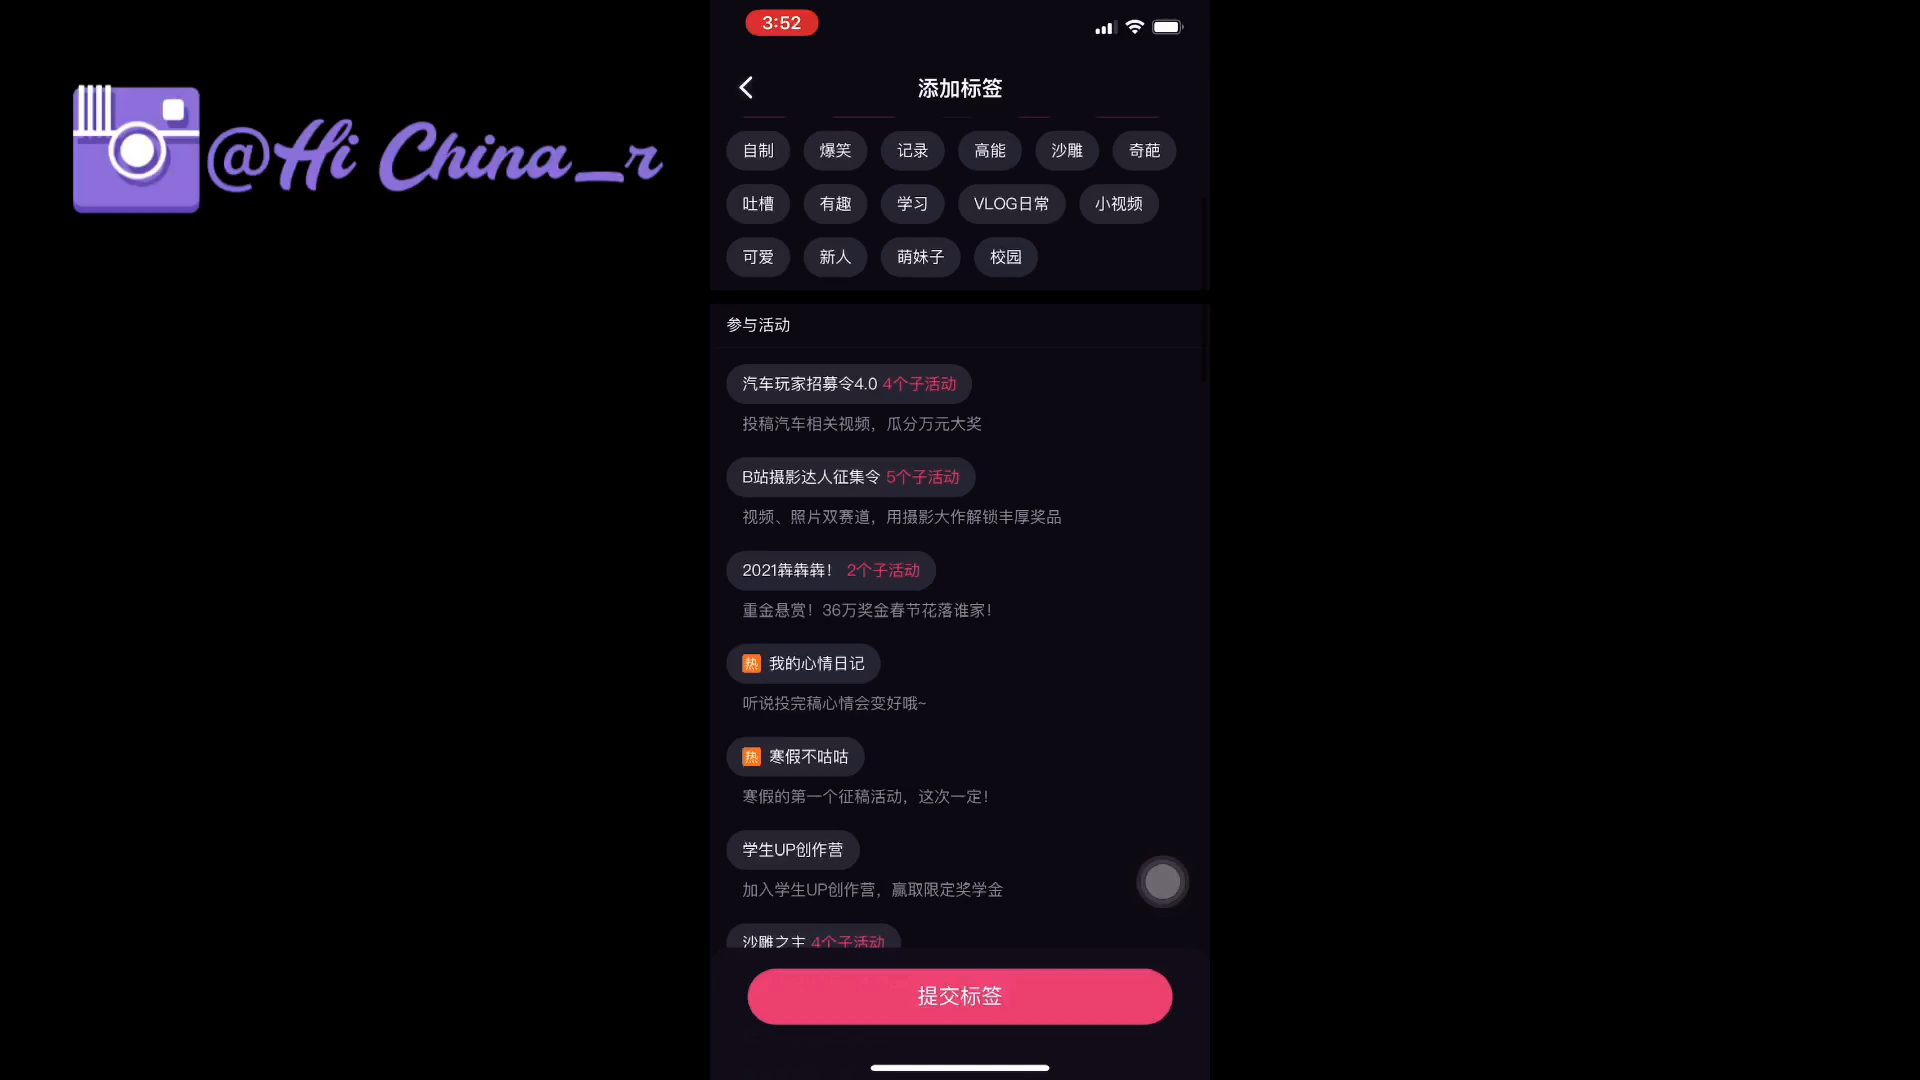 3:52
@Hi China_r
添加标签
自制 爆笑 记录 高能 沙雕 奇葩
吐槽 有趣 学习 VLOG日常 小视频
可爱 新人 萌妹子 校园
参与活动
汽车玩家招募令4.0 4个子活动
投稿汽车相关视频，瓜分万元大奖
B站摄影达人征集令 5个子活动
视频、照片双赛道，用摄影大作解锁丰厚奖品
2021犇犇犇！ 2个子活动
重金悬赏！36万奖金春节花落谁家！
热 我的心情日记
听说投完稿心情会变好哦~
热 寒假不咕咕
寒假的第一个征稿活动，这次一定！
学生UP创作营
加入学生UP创作营，赢取限定奖学金
沙雕之主 4个子活动
提交标签